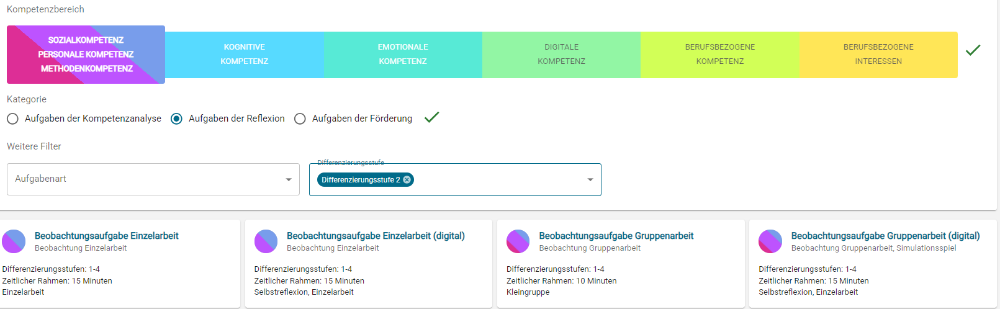 Kompetenzbereich
SOZIALKOMPETENZ
PERSONALE KOMPETENZ
METHODENKOMPETENZ
KOGNITIVE
KOMPETENZ
EMOTIONALE
KOMPETENZ
DIGITALE
KOMPETENZ
BERUFSBEZOGENE
KOMPETENZ
BERUFSBEZOGENE
INTERESSEN
Kategorie
Aufgaben der Kompetenzanalyse
Aufgaben der Reflexion
Aufgaben der Förderung
Weitere Filter
Aufgabenart
Differenzierungsstufe
Differenzierungsstufe 2
Beobachtungsaufgabe Einzelarbeit
Beobachtung Einzelarbeit
Differenzierungsstufen: 1-4
Zeitlicher Rahmen: 15 Minuten
Einzelarbeit
Beobachtungsaufgabe Einzelarbeit (digital)
Beobachtung Einzelarbeit
Differenzierungsstufen: 1-4
Zeitlicher Rahmen: 15 Minuten
Selbstreflexion, Einzelarbeit
Beobachtungsaufgabe Gruppenarbeit
Beobachtung Gruppenarbeit
Differenzierungsstufen: 1-4
Zeitlicher Rahmen: 10 Minuten
Kleingruppe
Beobachtungsaufgabe Gruppenarbeit (digital)
Beobachtung Gruppenarbeit, Simulationsspiel
Differenzierungsstufen: 1-4
Zeitlicher Rahmen: 15 Minuten
Selbstreflexion, Einzelarbeit